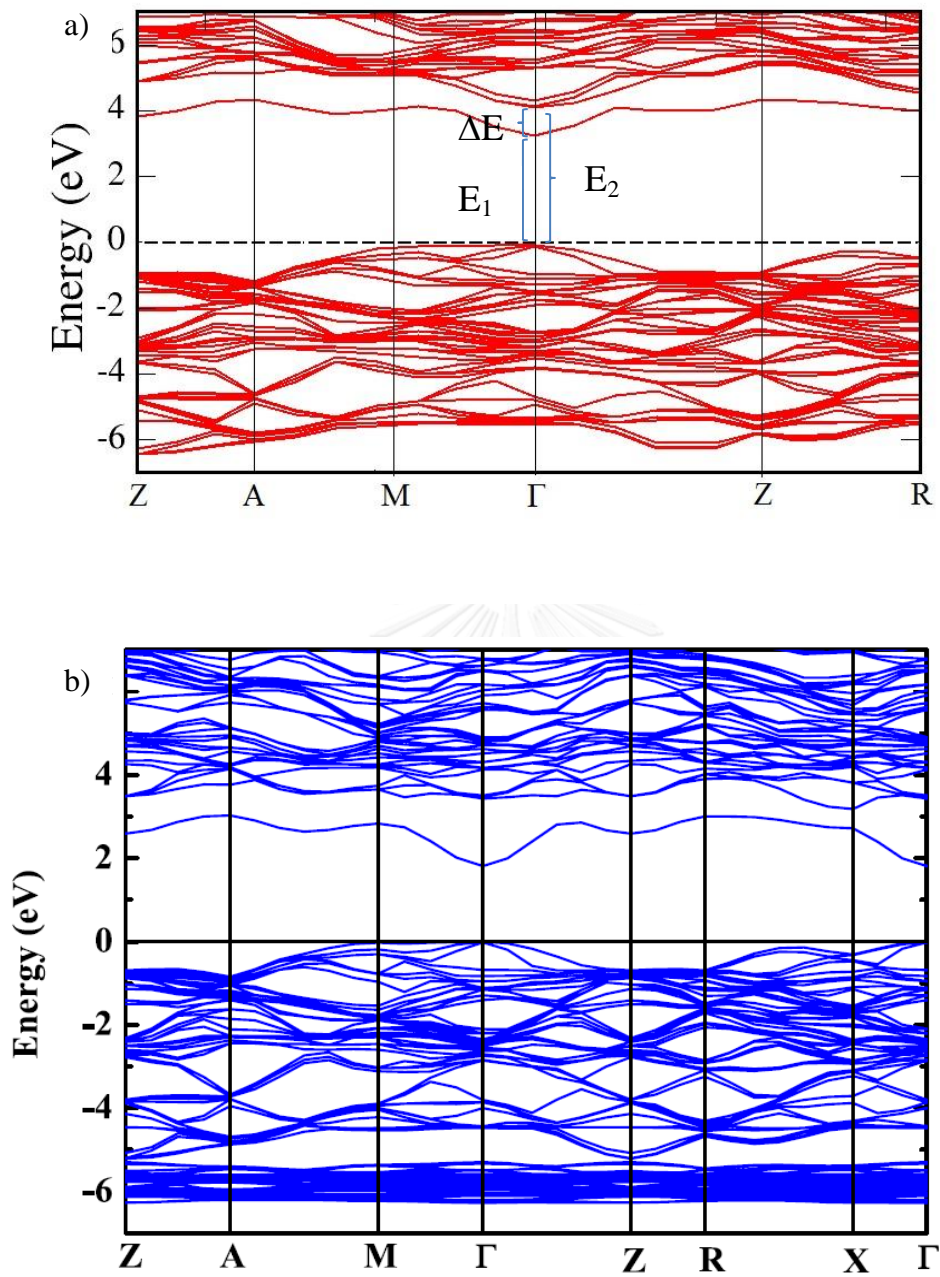 a)
6
4
2
0
-2
-4
-6
Energy (eV)
ΔE
E₁
E₂
Z A M Γ Z R
b)
4
2
0
-2
-4
-6
Energy (eV)
Z A M Γ Z R X Γ